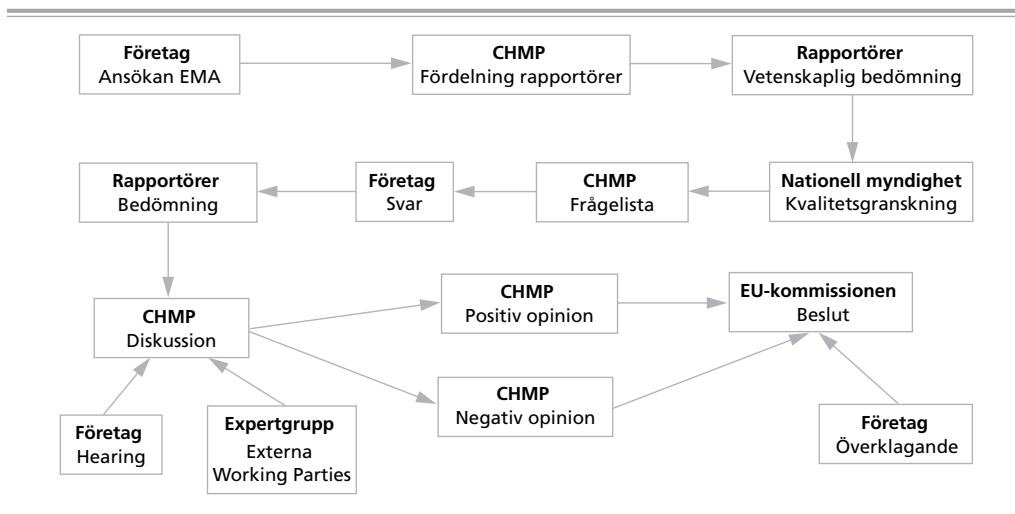 Företag
Ansökan EMA
CHMP
Fördelning rapportörer
Rapportörer
Vetenskaplig bedömning
Rapportörer
Bedömning
Företag
Svar
CHMP
Frågelista
Nationell myndighet
Kvalitetsgranskning
CHMP
Diskussion
CHMP
Positiv opinion
EU-kommissionen
Beslut
CHMP
Negativ opinion
Företag
Hearing
Expertgrupp
Externa
Working Parties
Företag
Överklagande